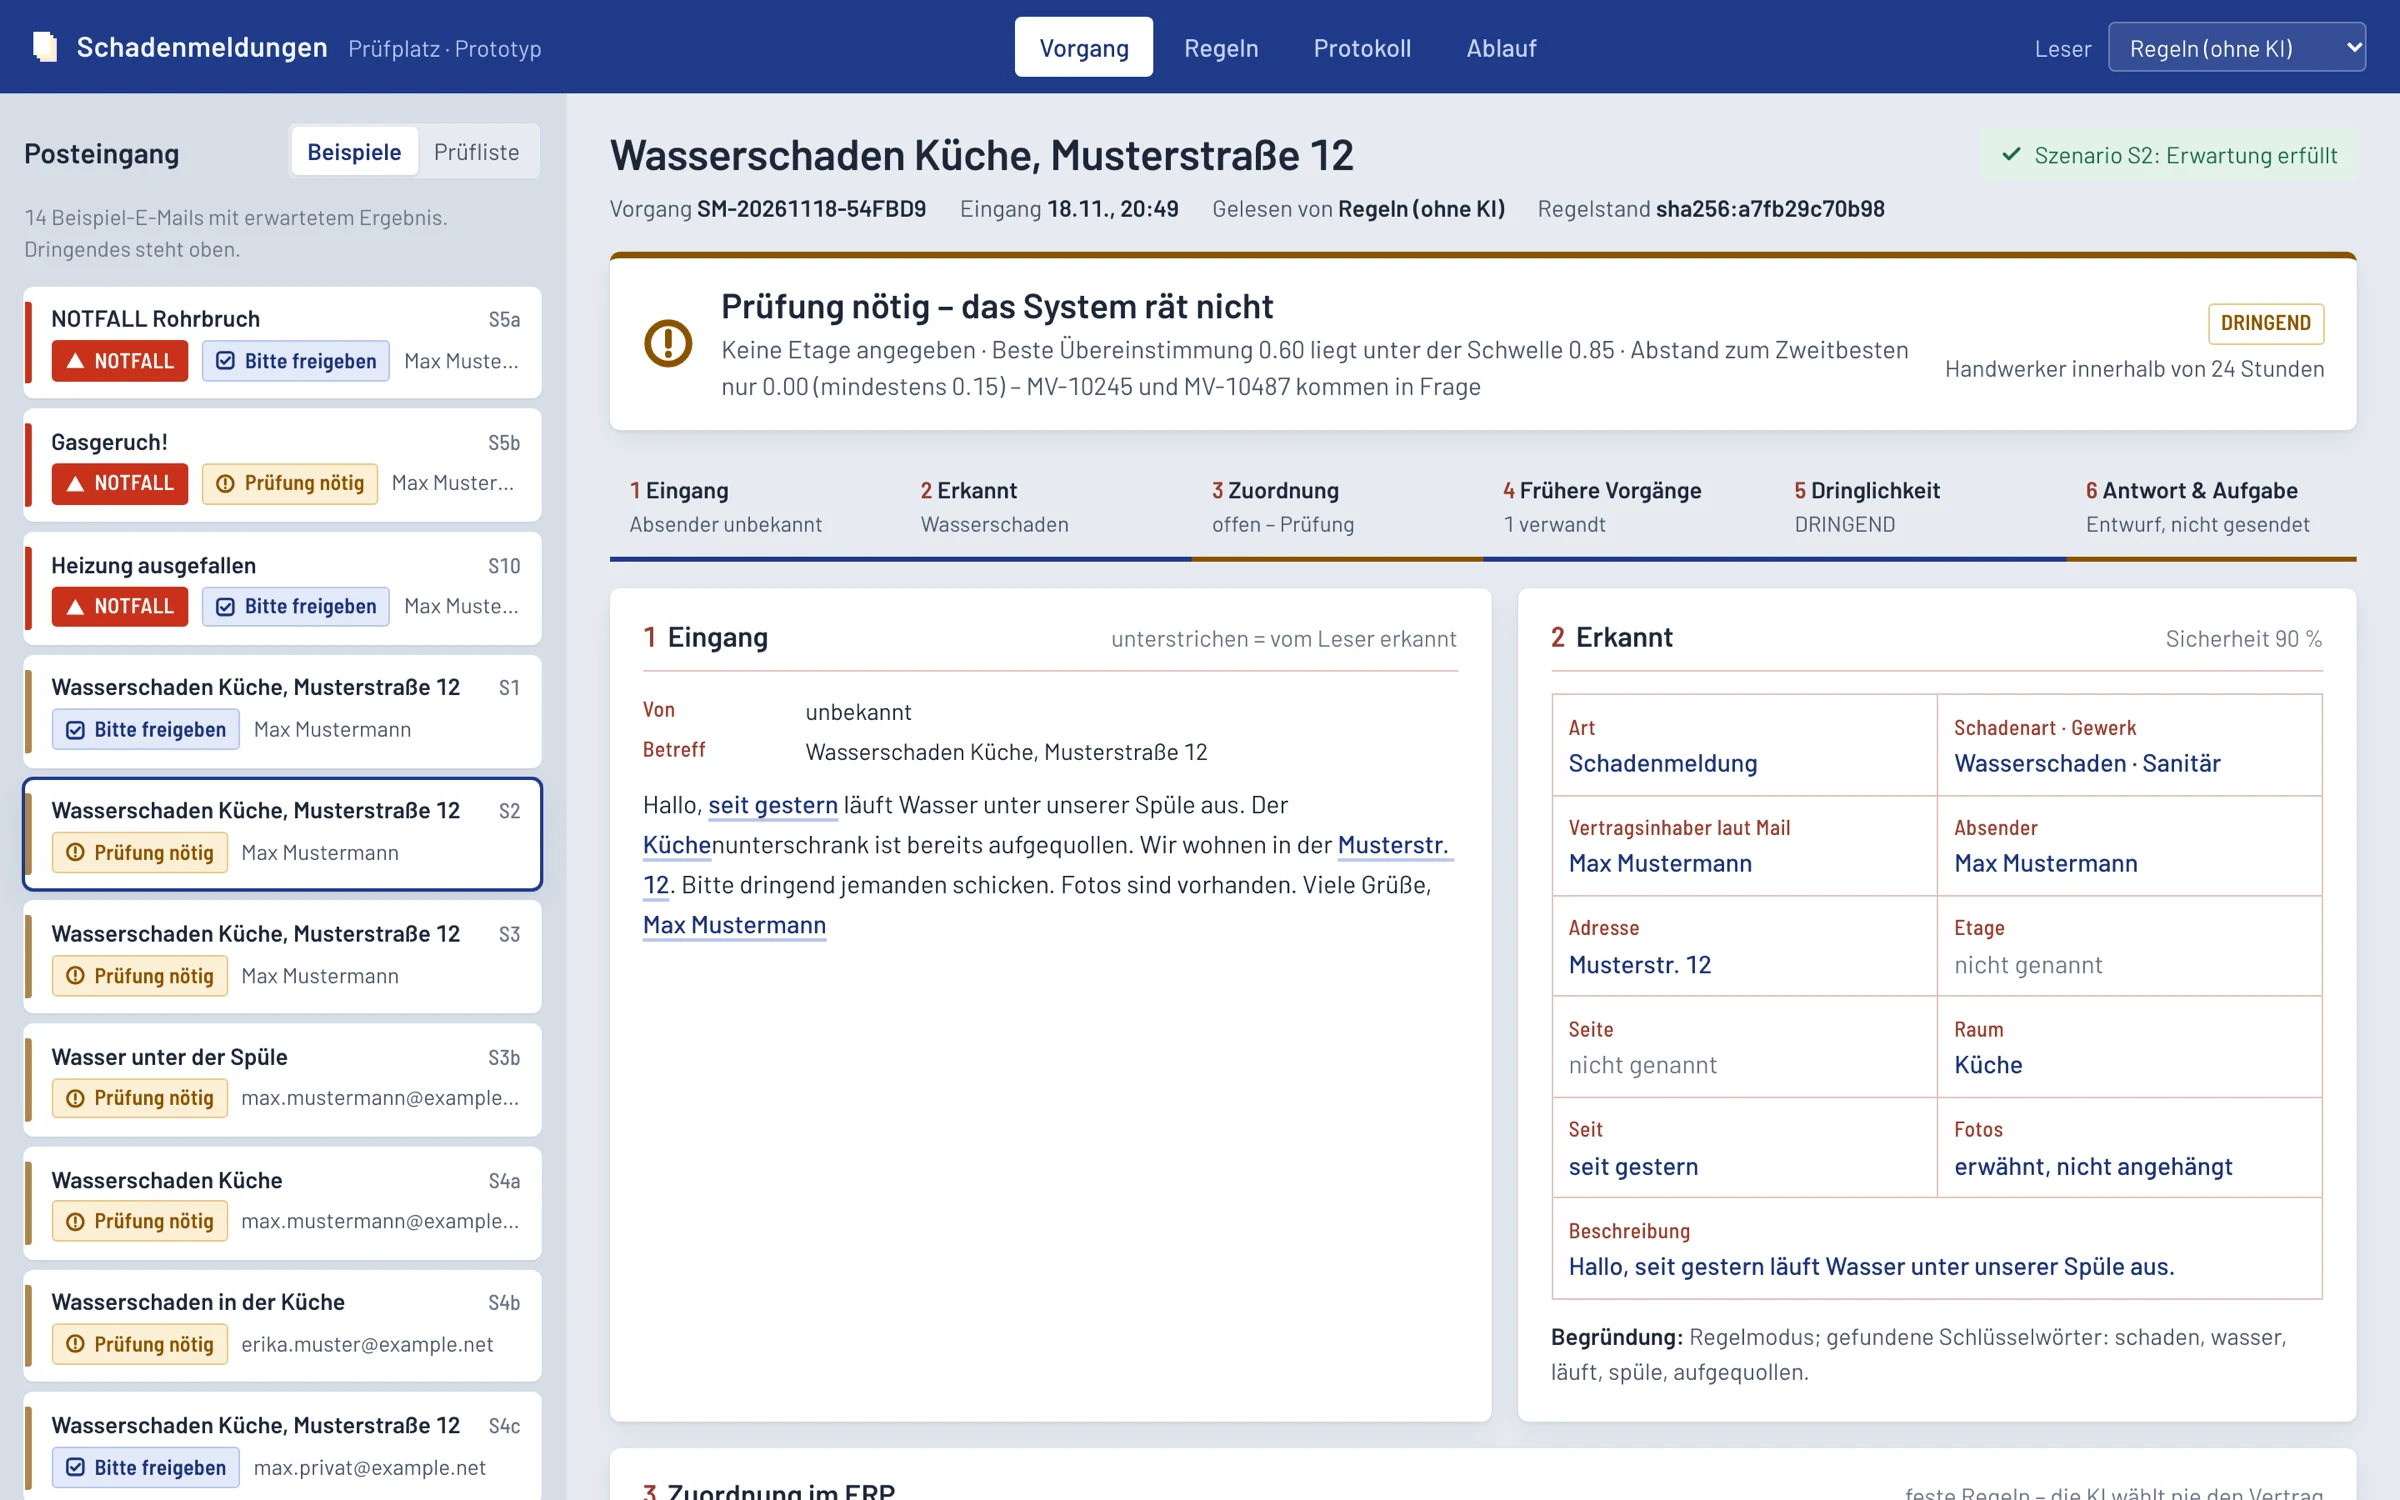 Schadenmeldungen Prüfplatz · Prototyp
Vorgang Regeln Protokoll Ablauf
Leser Regeln (ohne KI)
Posteingang
Beispiele Prüfliste
14 Beispiel-E-Mails mit erwartetem Ergebnis.
Dringendes steht oben.
NOTFALL Rohrbruch S5a
NOTFALL Bitte freigeben Max Muste...
Gasgeruch! S5b
NOTFALL Prüfung nötig Max Muster...
Heizung ausgefallen S10
NOTFALL Bitte freigeben Max Muste...
Wasserschaden Küche, Musterstraße 12 S1
Bitte freigeben Max Mustermann
Wasserschaden Küche, Musterstraße 12 S2
Prüfung nötig Max Mustermann
Wasserschaden Küche, Musterstraße 12 S3
Prüfung nötig Max Mustermann
Wasser unter der Spüle S3b
Prüfung nötig max.mustermann@example...
Wasserschaden Küche S4a
Prüfung nötig max.mustermann@example...
Wasserschaden in der Küche S4b
Prüfung nötig erika.muster@example.net
Wasserschaden Küche, Musterstraße 12 S4c
Bitte freigeben max.privat@example.net
Wasserschaden Küche, Musterstraße 12
Szenario S2: Erwartung erfüllt
Vorgang SM-20261118-54FBD9 Eingang 18.11., 20:49 Gelesen von Regeln (ohne KI) Regelstand sha256:a7fb29c70b98
Prüfung nötig – das System rät nicht
Keine Etage angegeben · Beste Übereinstimmung 0.60 liegt unter der Schwelle 0.85 · Abstand zum Zweitbesten
nur 0.00 (mindestens 0.15) – MV-10245 und MV-10487 kommen in Frage
DRINGEND
Handwerker innerhalb von 24 Stunden
1 Eingang
Absender unbekannt
2 Erkannt
Wasserschaden
3 Zuordnung
offen – Prüfung
4 Frühere Vorgänge
1 verwandt
5 Dringlichkeit
DRINGEND
6 Antwort & Aufgabe
Entwurf, nicht gesendet
1 Eingang unterstrichen = vom Leser erkannt
Von unbekannt
Betreff Wasserschaden Küche, Musterstraße 12
Hallo, seit gestern läuft Wasser unter unserer Spüle aus. Der
Küchenunterschrank ist bereits aufgequollen. Wir wohnen in der Musterstr.
12. Bitte dringend jemanden schicken. Fotos sind vorhanden. Viele Grüße,
Max Mustermann
2 Erkannt Sicherheit 90 %
Art
Schadenmeldung
Schadenart · Gewerk
Wasserschaden · Sanitär
Vertragsinhaber laut Mail
Max Mustermann
Absender
Max Mustermann
Adresse
Musterstr. 12
Etage
nicht genannt
Seite
nicht genannt
Raum
Küche
Seit
seit gestern
Fotos
erwähnt, nicht angehängt
Beschreibung
Hallo, seit gestern läuft Wasser unter unserer Spüle aus.
Begründung: Regelmodus; gefundene Schlüsselwörter: schaden, wasser,
läuft, spüle, aufgequollen.
3 Zuordnung im ERP feste Regeln – die KI wählt nie den Vertrag